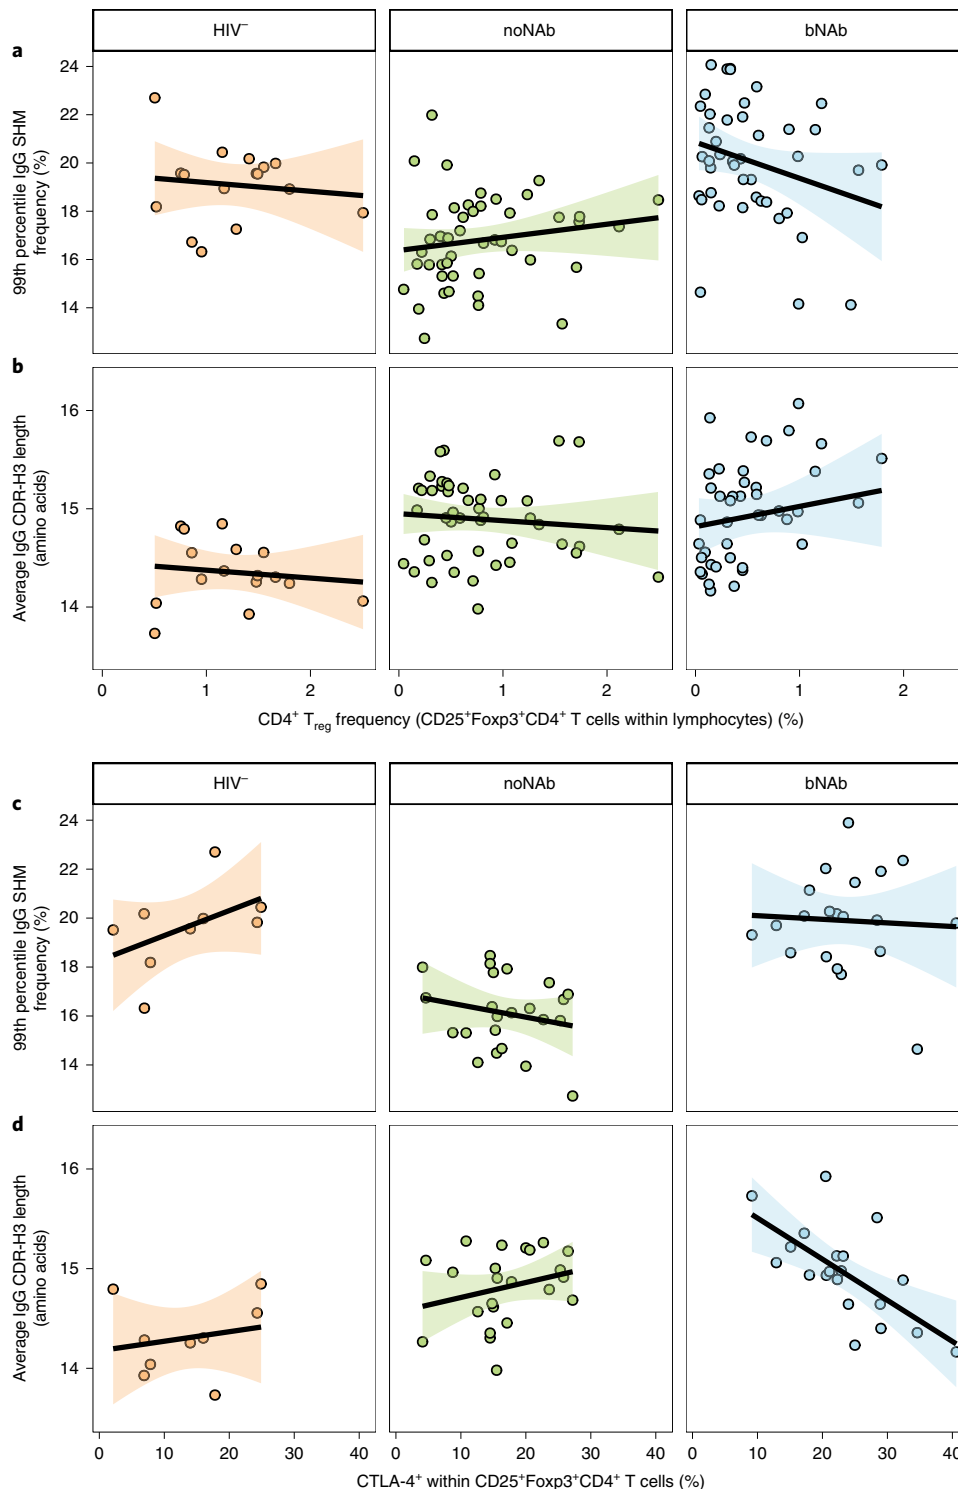 HIV⁻ noNAb bNAb
a
99th percentile IgG SHM
frequency (%)
24
22
20
18
16
14
b
Average IgG CDR-H3 length
(amino acids)
16
15
14
0 1 2 0 1 2 0 1 2
CD4⁺ Treg frequency (CD25⁺Foxp3⁺CD4⁺ T cells within lymphocytes) (%)
HIV⁻ noNAb bNAb
c
99th percentile IgG SHM
frequency (%)
24
22
20
18
16
14
d
Average IgG CDR-H3 length
(amino acids)
16
15
14
0 10 20 30 40 0 10 20 30 40 0 10 20 30 40
CTLA-4⁺ within CD25⁺Foxp3⁺CD4⁺ T cells (%)